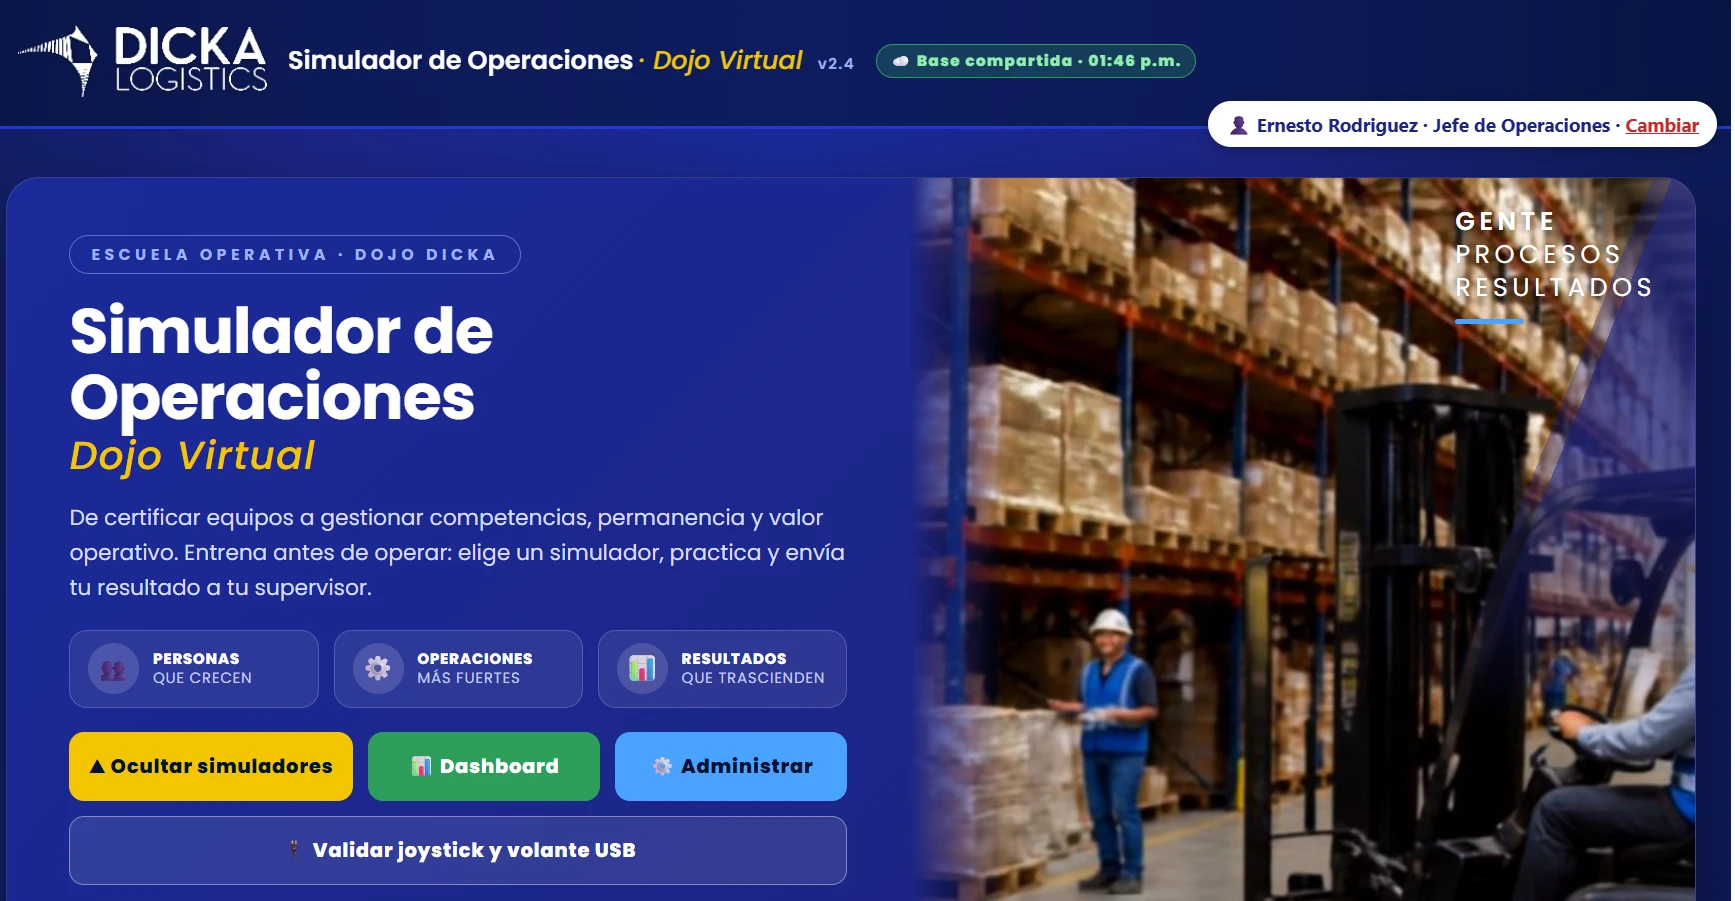 DICKA
LOGISTICS
Simulador de Operaciones · Dojo Virtual v2.4
Base compartida · 01:46 p.m.
Ernesto Rodriguez · Jefe de Operaciones · Cambiar
ESCUELA OPERATIVA · DOJO DICKA
Simulador de
Operaciones
Dojo Virtual
De certificar equipos a gestionar competencias, permanencia y valor
operativo. Entrena antes de operar: elige un simulador, practica y envía
tu resultado a tu supervisor.
PERSONAS
QUE CRECEN
OPERACIONES
MÁS FUERTES
RESULTADOS
QUE TRASCIENDEN
▲ Ocultar simuladores
Dashboard
Administrar
Validar joystick y volante USB
GENTE
PROCESOS
RESULTADOS